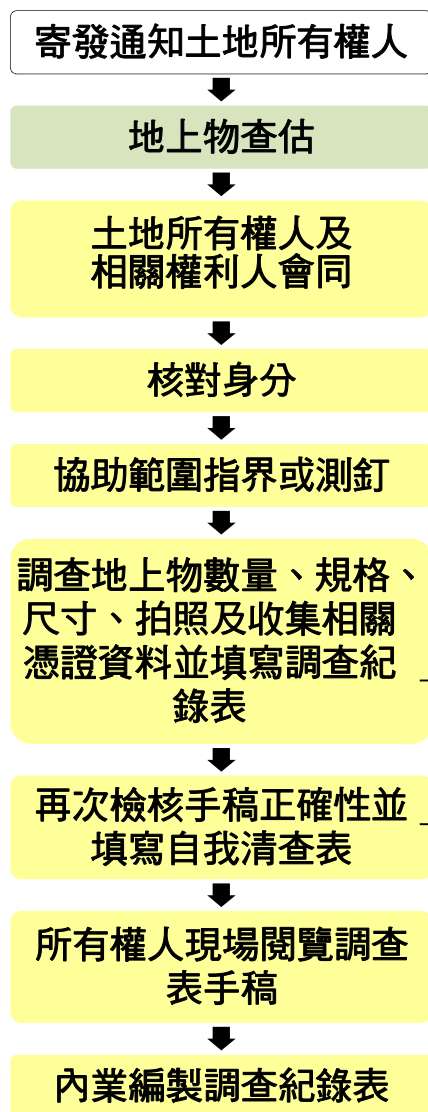 寄發通知土地所有權人
地上物查估
土地所有權人及
相關權利人會同
核對身分
協助範圍指界或測釘
調查地上物數量、規格、
尺寸、拍照及收集相關
憑證資料並填寫調查紀
錄表
再次檢核手稿正確性並
填寫自我清查表
所有權人現場閱覽調查
表手稿
內業編製調查紀錄表